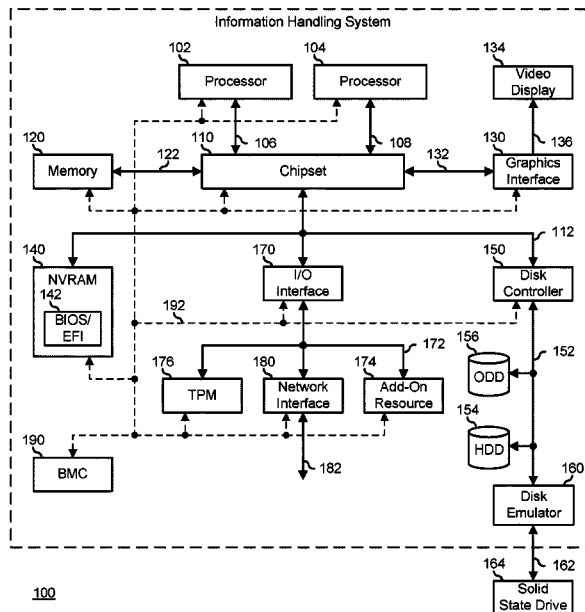 Information Handling System
102
104
134
Processor
Processor
Video
Display
120
110
106
108
130
136
Memory
122
Chipset
132
Graphics
Interface
140
170
150
112
NVRAM
142
BIOS/
EFI
I/O
Interface
Disk
Controller
192
176
180
174
172
156
152
TPM
Network
Interface
Add-On
Resource
ODD
190
154
BMC
182
HDD
160
Disk
Emulator
100
164
162
Solid
State Drive